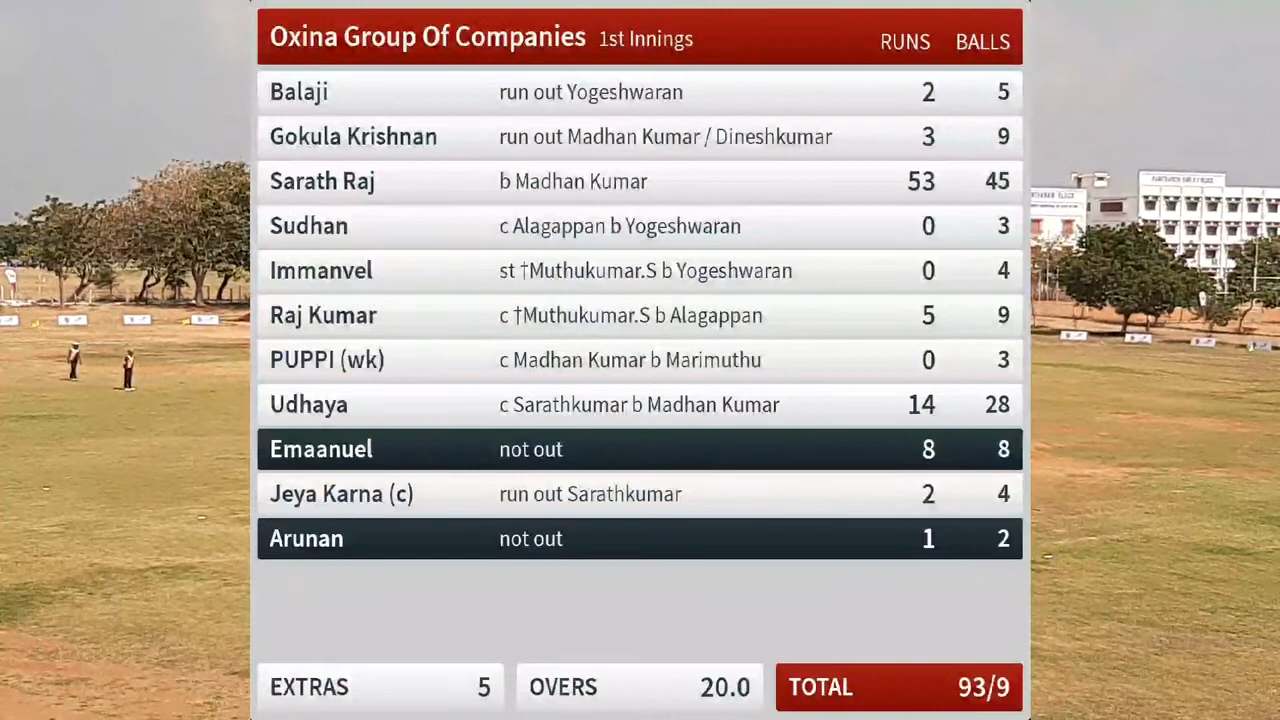 Oxina Group Of Companies 1st Innings RUNS BALLS
Balaji run out Yogeshwaran 2 5
Gokula Krishnan run out Madhan Kumar / Dineshkumar 3 9
Sarath Raj b Madhan Kumar 53 45
Sudhan c Alagappan b Yogeshwaran 0 3
Immanvel st †Muthukumar.S b Yogeshwaran 0 4
Raj Kumar c †Muthukumar.S b Alagappan 5 9
PUPPI (wk) c Madhan Kumar b Marimuthu 0 3
Udhaya c Sarathkumar b Madhan Kumar 14 28
Emaanuel not out 8 8
Jeya Karna (c) run out Sarathkumar 2 4
Arunan not out 1 2
EXTRAS 5 OVERS 20.0 TOTAL 93/9